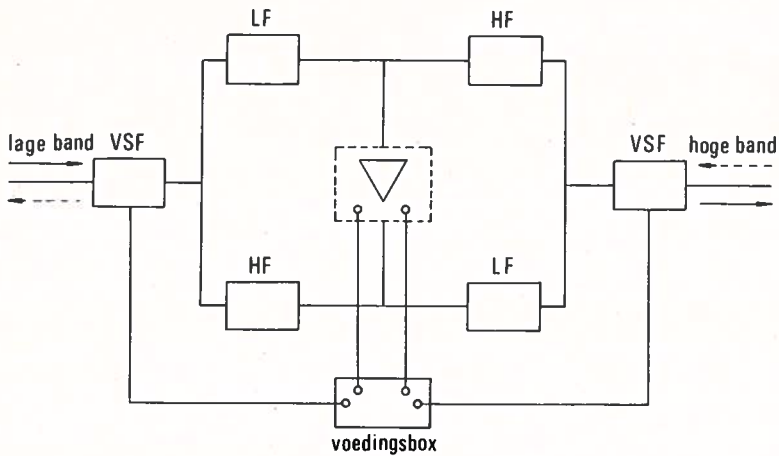 LF
HF
lage band
VSF
VSF
hoge band
HF
LF
voedingsbox